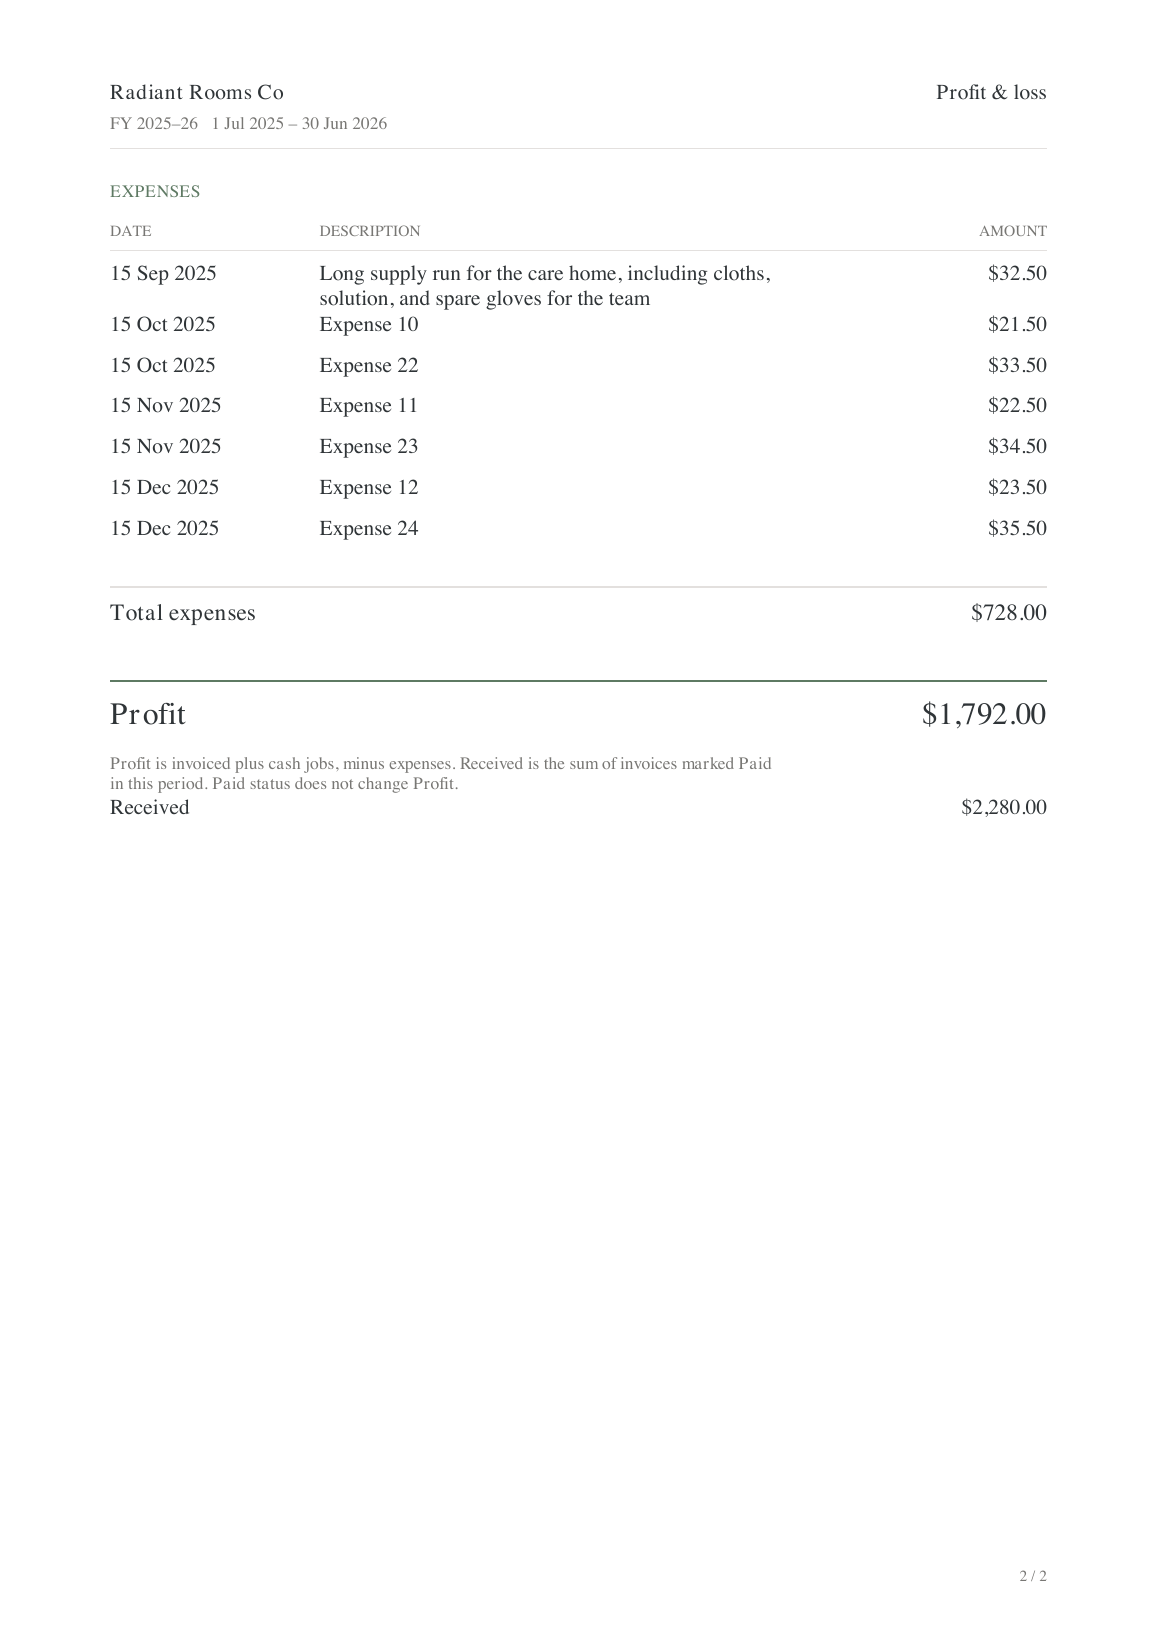 Radiant Rooms Co Profit & loss
FY 2025–26 1 Jul 2025 – 30 Jun 2026
EXPENSES
DATE DESCRIPTION AMOUNT
15 Sep 2025 Long supply run for the care home, including cloths, $32.50
solution, and spare gloves for the team
15 Oct 2025 Expense 10 $21.50
15 Oct 2025 Expense 22 $33.50
15 Nov 2025 Expense 11 $22.50
15 Nov 2025 Expense 23 $34.50
15 Dec 2025 Expense 12 $23.50
15 Dec 2025 Expense 24 $35.50
Total expenses $728.00
Profit $1,792.00
Profit is invoiced plus cash jobs, minus expenses. Received is the sum of invoices marked Paid
in this period. Paid status does not change Profit.
Received $2,280.00
2 / 2